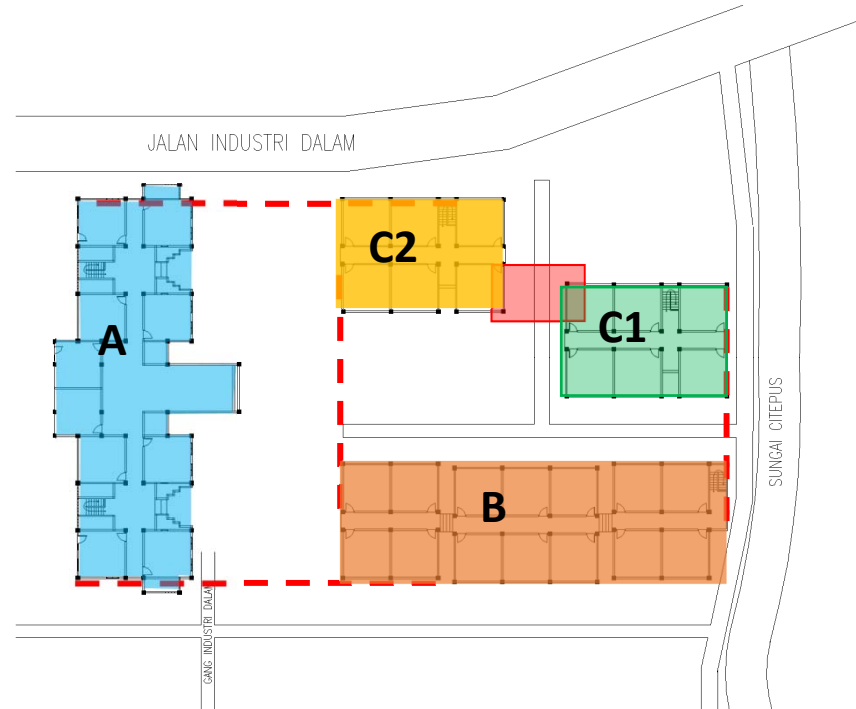 JALAN INDUSTRI DALAM
C2
C1
A
SUNGAI CITEPUS
B
GANG INDUSTRI DALAM